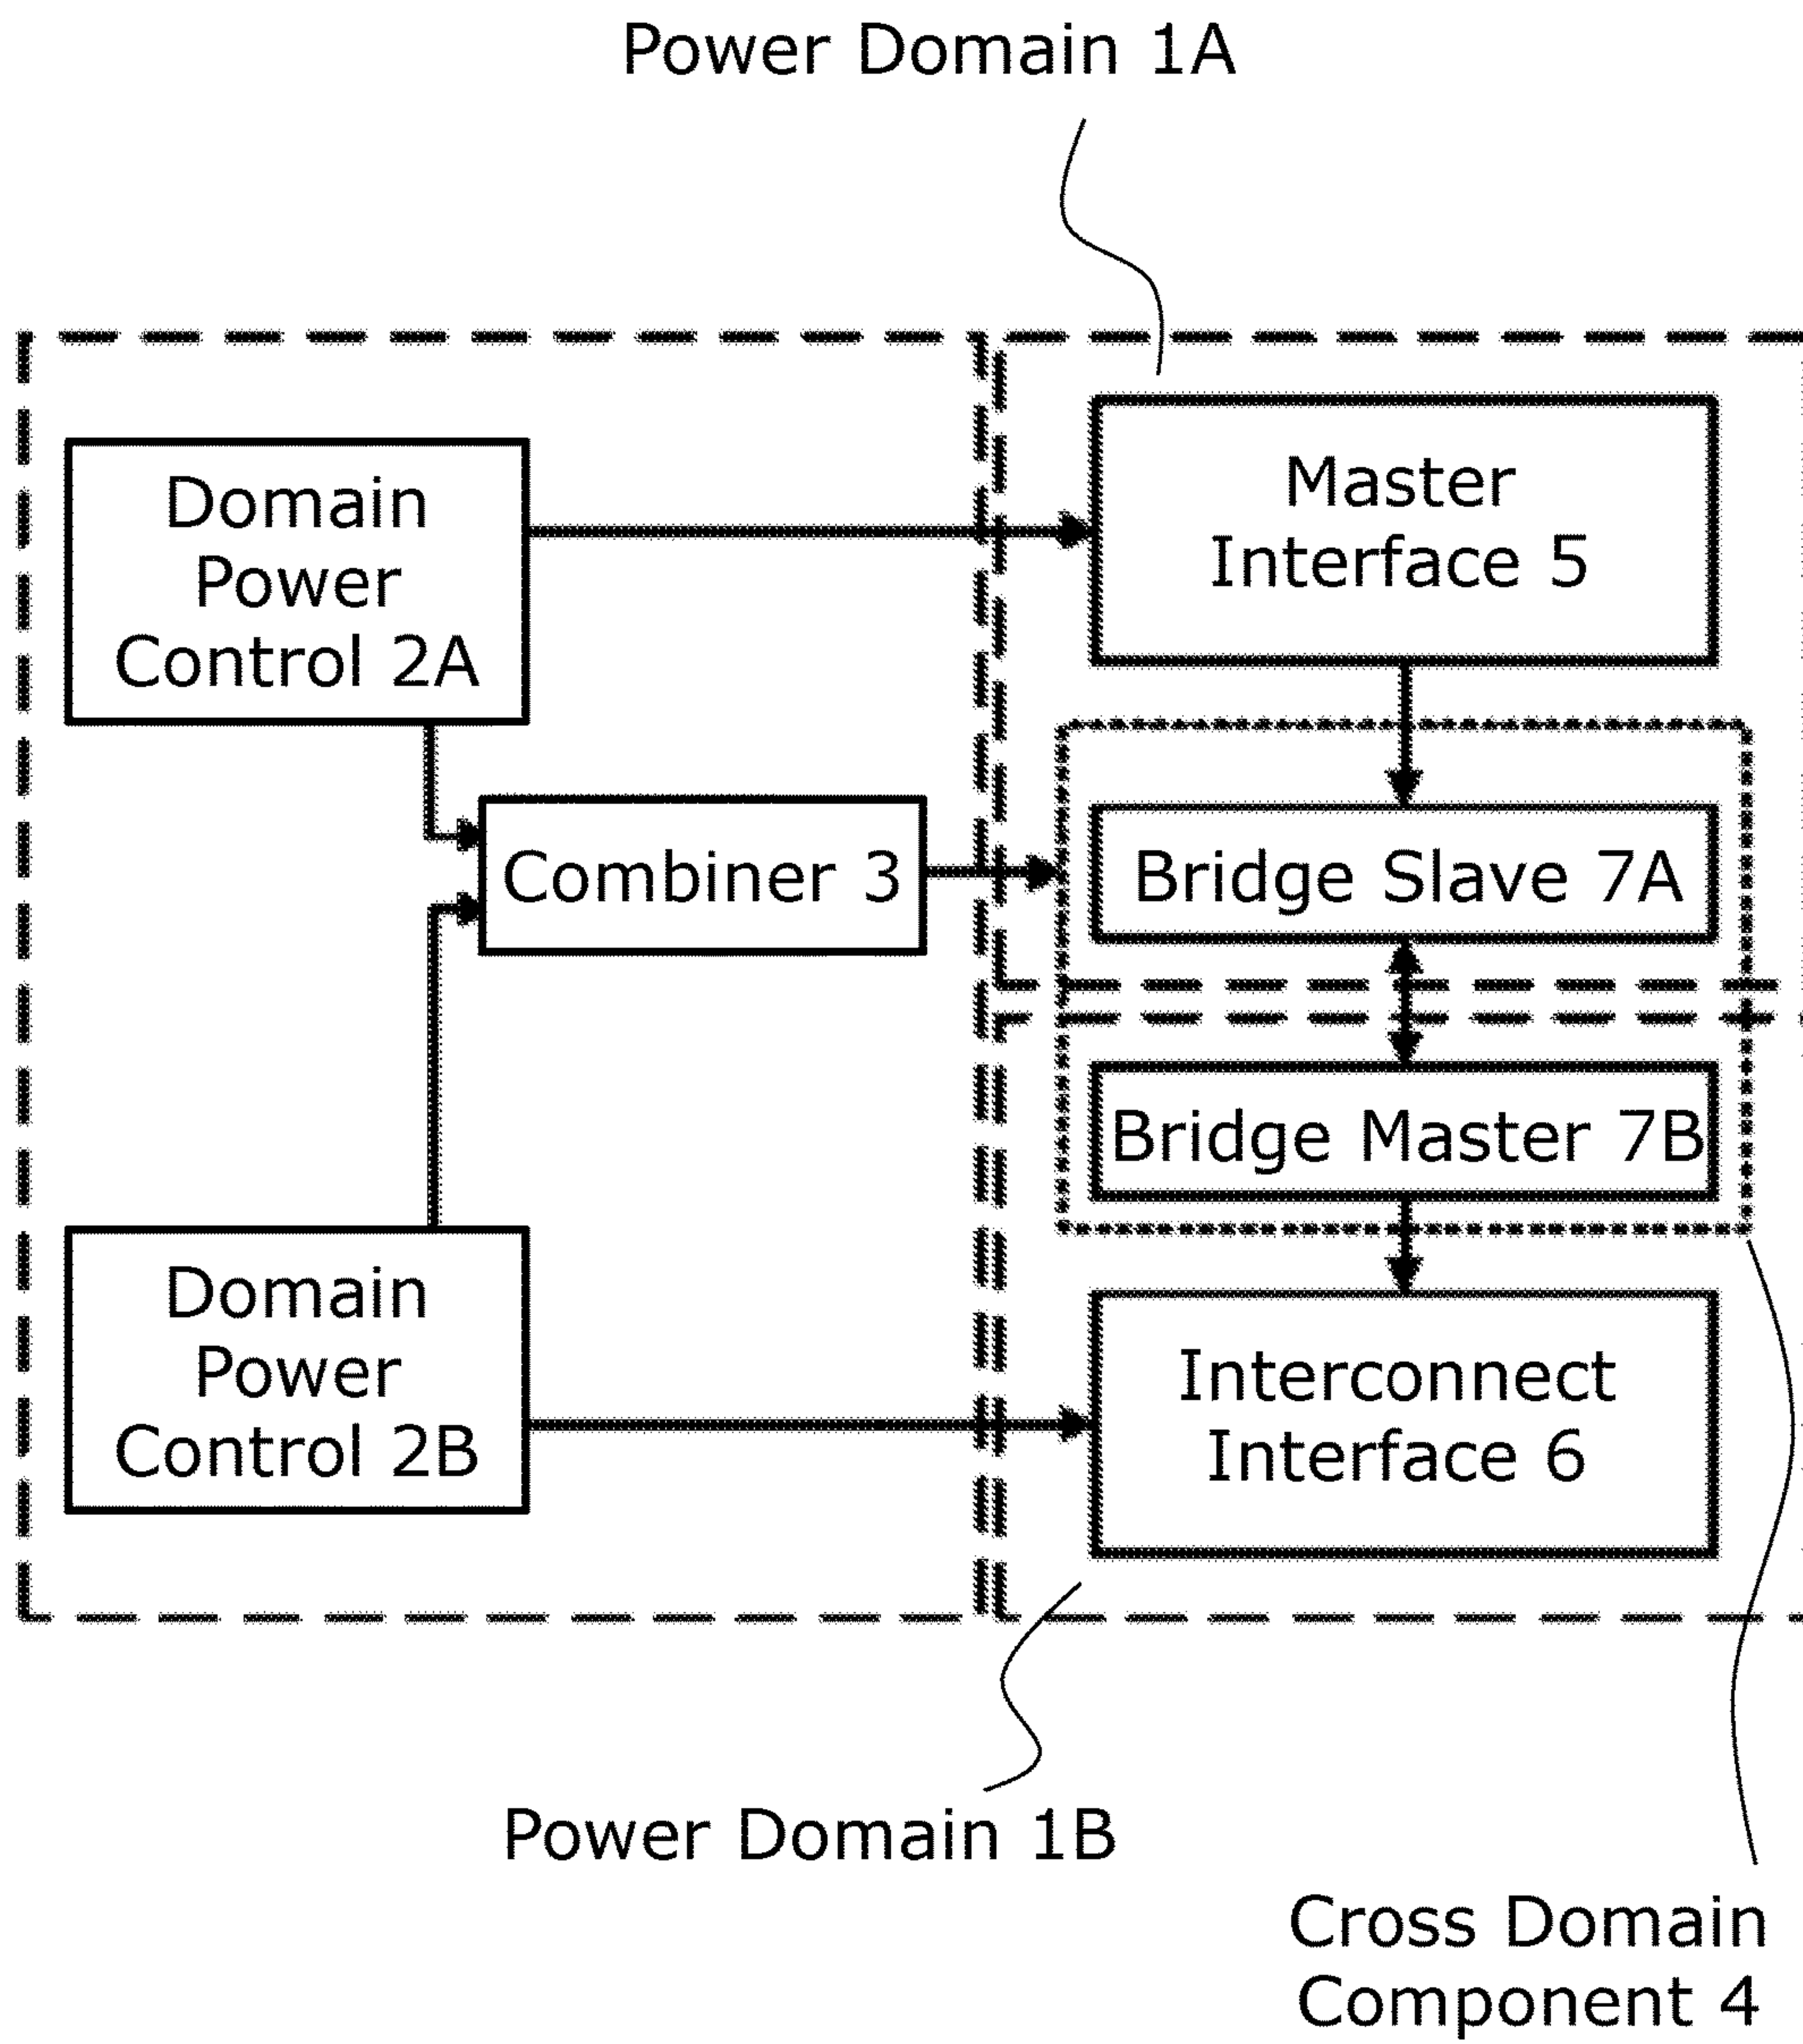 Power Domain 1A
Domain
Power
Control 2A
Master
Interface 5
Combiner 3
Bridge Slave 7A
Bridge Master 7B
Domain
Power
Control 2B
Interconnect
Interface 6
Power Domain 1B
Cross Domain
Component 4